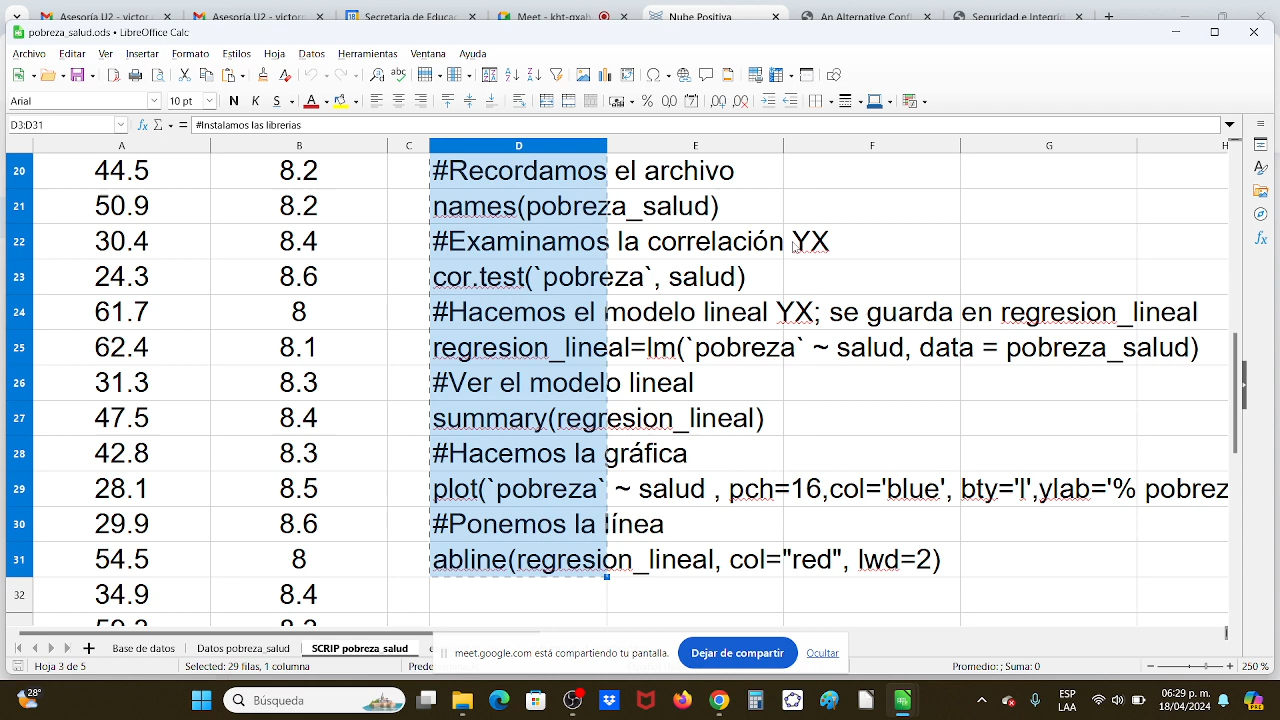 Asesoría U2 - victor
Asesoría U2 - victor
Secretaria de Educac
Meet - kht-gxah
Nube Positiva
An Alternative Confi
Seguridad e Integrid
pobreza_salud.ods • LibreOffice Calc
Archivo Editar Ver Insertar Formato Estilos Hoja Datos Herramientas Ventana Ayuda
Arial 10 pt N K S
D3:D31 #Instalamos las librerias
A B C D E F G H
20 44.5 8.2 #Recordamos el archivo
21 50.9 8.2 names(pobreza_salud)
22 30.4 8.4 #Examinamos la correlación YX
23 24.3 8.6 cor.test(`pobreza`, salud)
24 61.7 8 #Hacemos el modelo lineal YX; se guarda en regresion_lineal
25 62.4 8.1 regresion_lineal=lm(`pobreza` ~ salud, data = pobreza_salud)
26 31.3 8.3 #Ver el modelo lineal
27 47.5 8.4 summary(regresion_lineal)
28 42.8 8.3 #Hacemos la gráfica
29 28.1 8.5 plot(`pobreza` ~ salud , pch=16,col='blue', bty='l',ylab='% pobrez
30 29.9 8.6 #Ponemos la línea
31 54.5 8 abline(regresion_lineal, col="red", lwd=2)
32 34.9 8.4
Base de datos Datos pobreza_salud SCRIP pobreza_salud
meet.google.com está compartiendo tu pantalla. Dejar de compartir Ocultar
Hoja 3 de 5 Selected: 29 filas, 1 columna Promedio: ; Suma: 0 250 %
28° Búsqueda ESP LAA 06:29 p. m. 18/04/2024